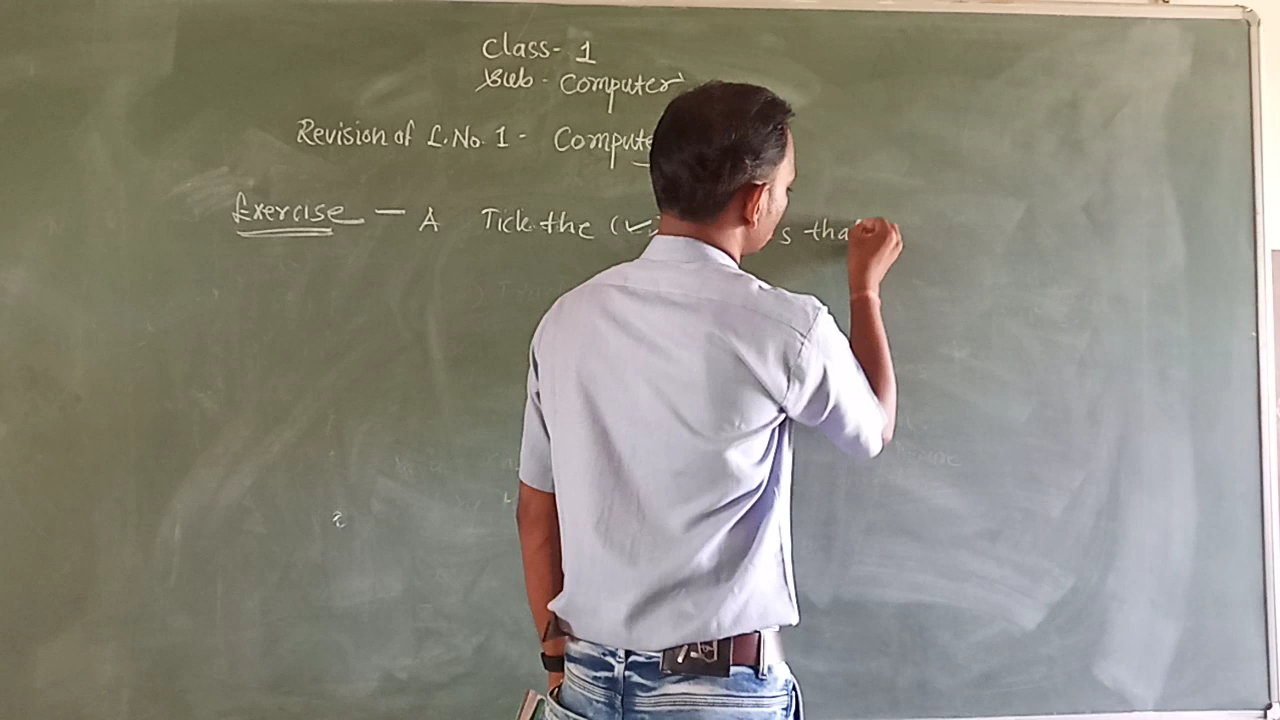 Class- 1
Sub - Computer
Revision of L.No. 1 - Compute
Exercise - A Tick the (✓) s tha